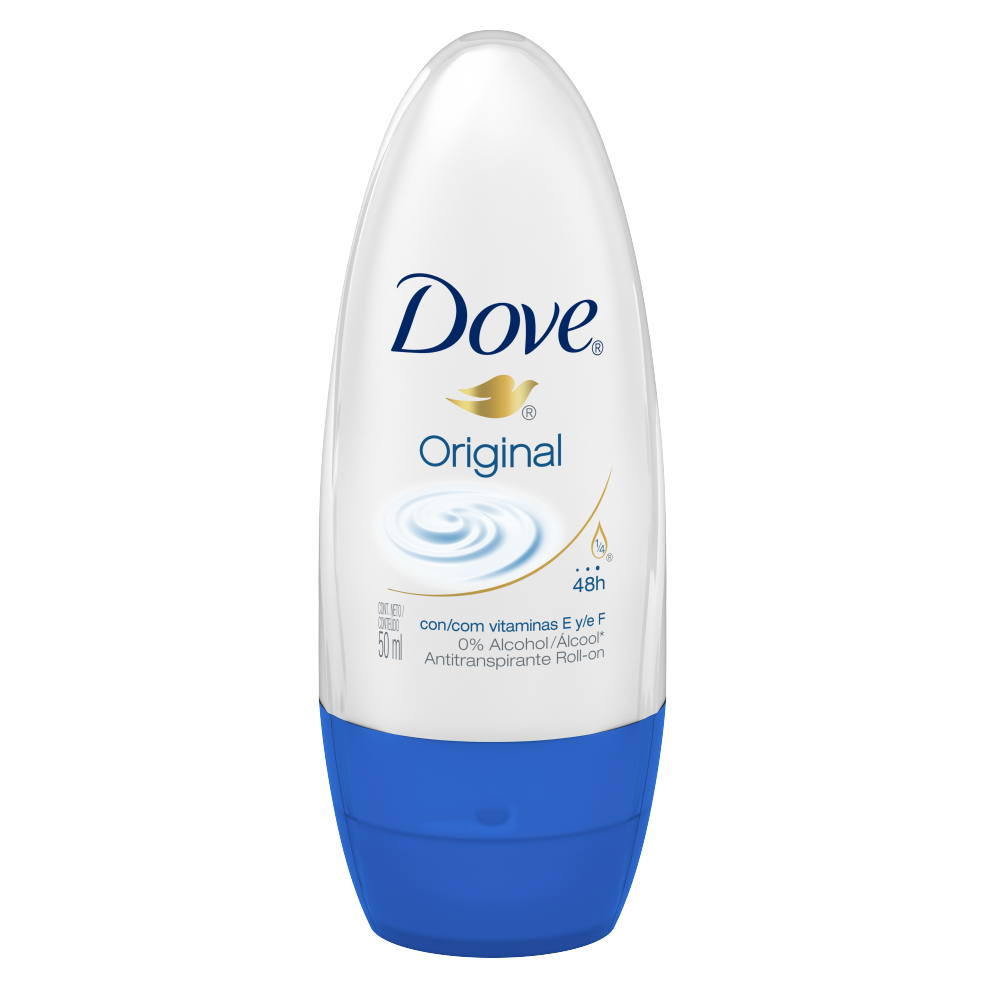 Dove®
®
Original
1/4
®
48h
CONT. NETO /
CONTEÚDO
50 ml
con/com vitaminas E y/e F
0% Alcohol/Álcool*
Antitranspirante Roll-on